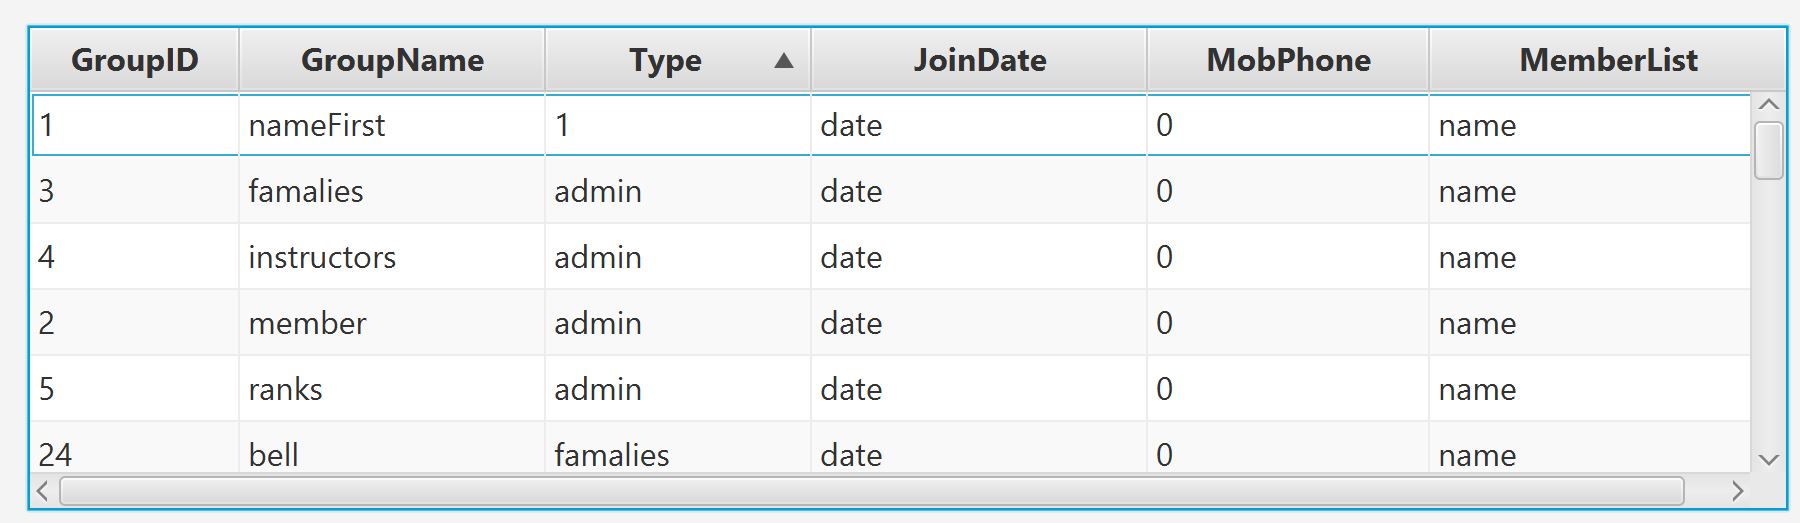 GroupID GroupName Type JoinDate MobPhone MemberList
1 nameFirst 1 date 0 name
3 famalies admin date 0 name
4 instructors admin date 0 name
2 member admin date 0 name
5 ranks admin date 0 name
24 bell famalies date 0 name